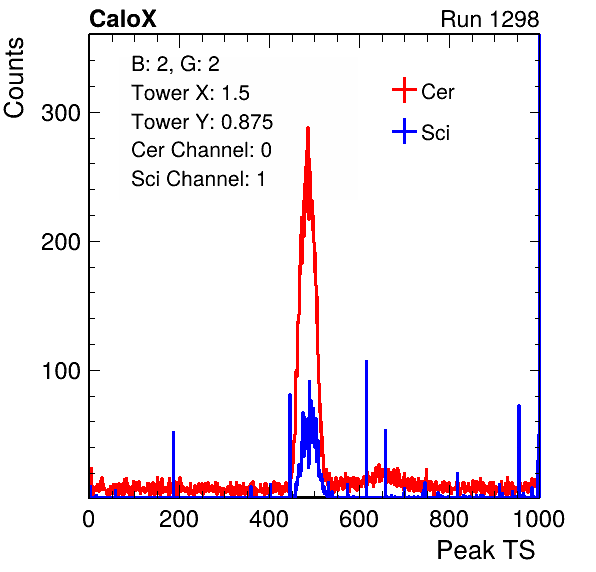 CaloX
Run 1298
Counts
B: 2, G: 2
Tower X: 1.5
Tower Y: 0.875
Cer Channel: 0
Sci Channel: 1
Cer
Sci
300
200
100
0 200 400 600 800 1000
Peak TS